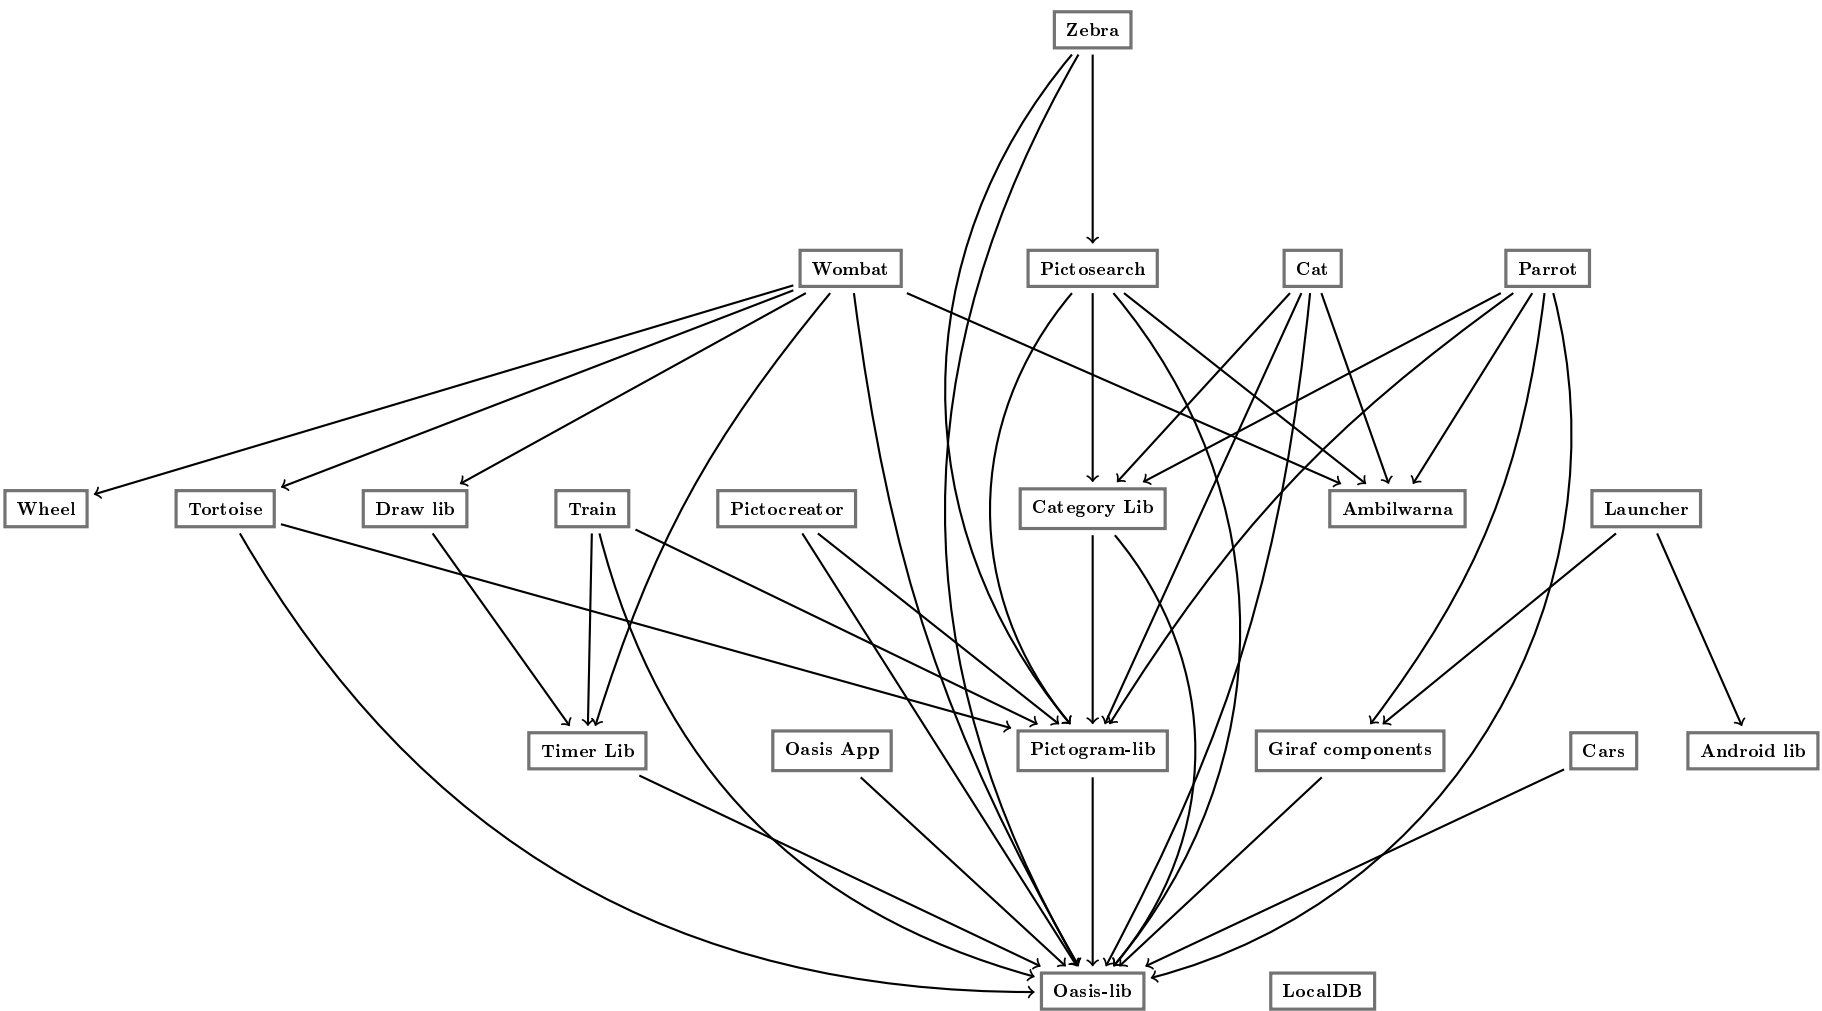 Zebra
Wombat
Pictosearch
Cat
Parrot
Wheel
Tortoise
Draw lib
Train
Pictocreator
Category Lib
Ambilwarna
Launcher
Timer Lib
Oasis App
Pictogram-lib
Giraf components
Cars
Android lib
Oasis-lib
LocalDB